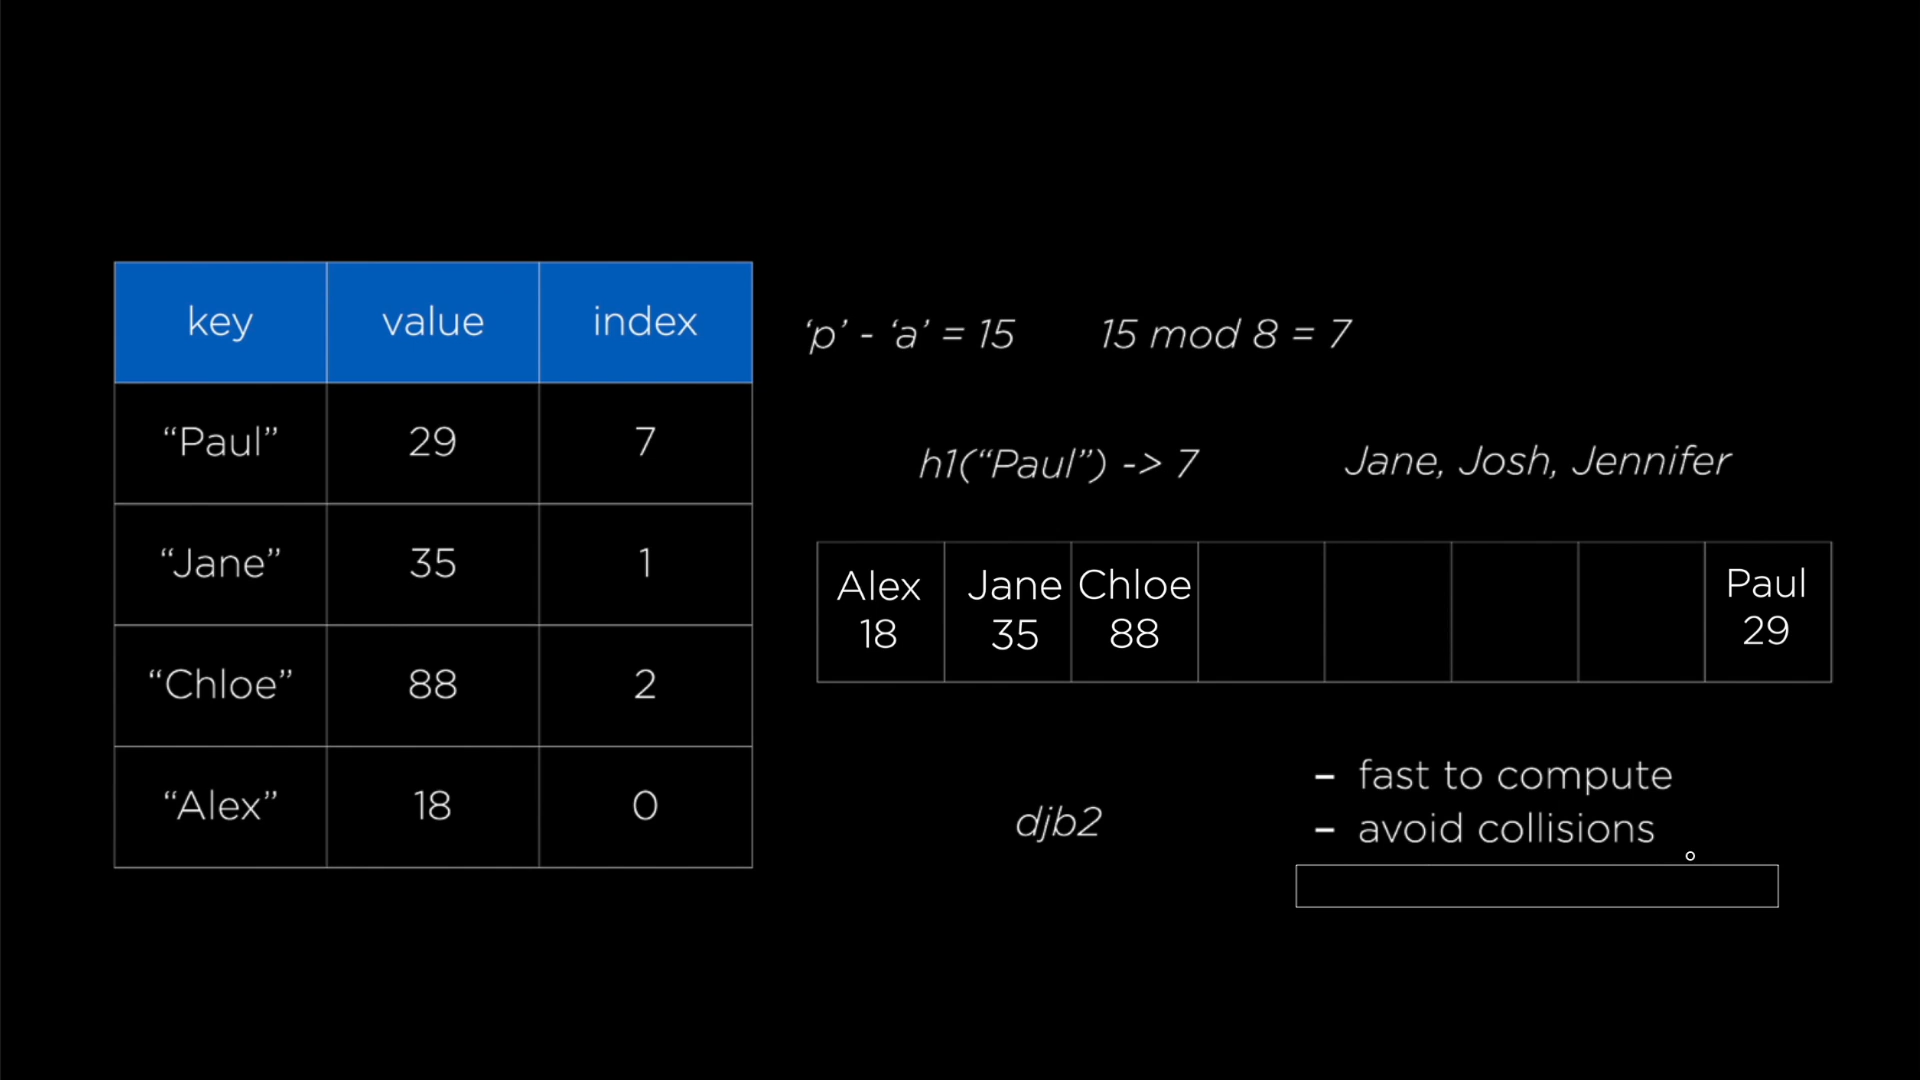 key value index
“Paul” 29 7
“Jane” 35 1
“Chloe” 88 2
“Alex” 18 0
‘p’ - ‘a’ = 15 15 mod 8 = 7
h1(“Paul”) -> 7 Jane, Josh, Jennifer
Alex Jane Chloe Paul
18 35 88 29
djb2
– fast to compute
– avoid collisions